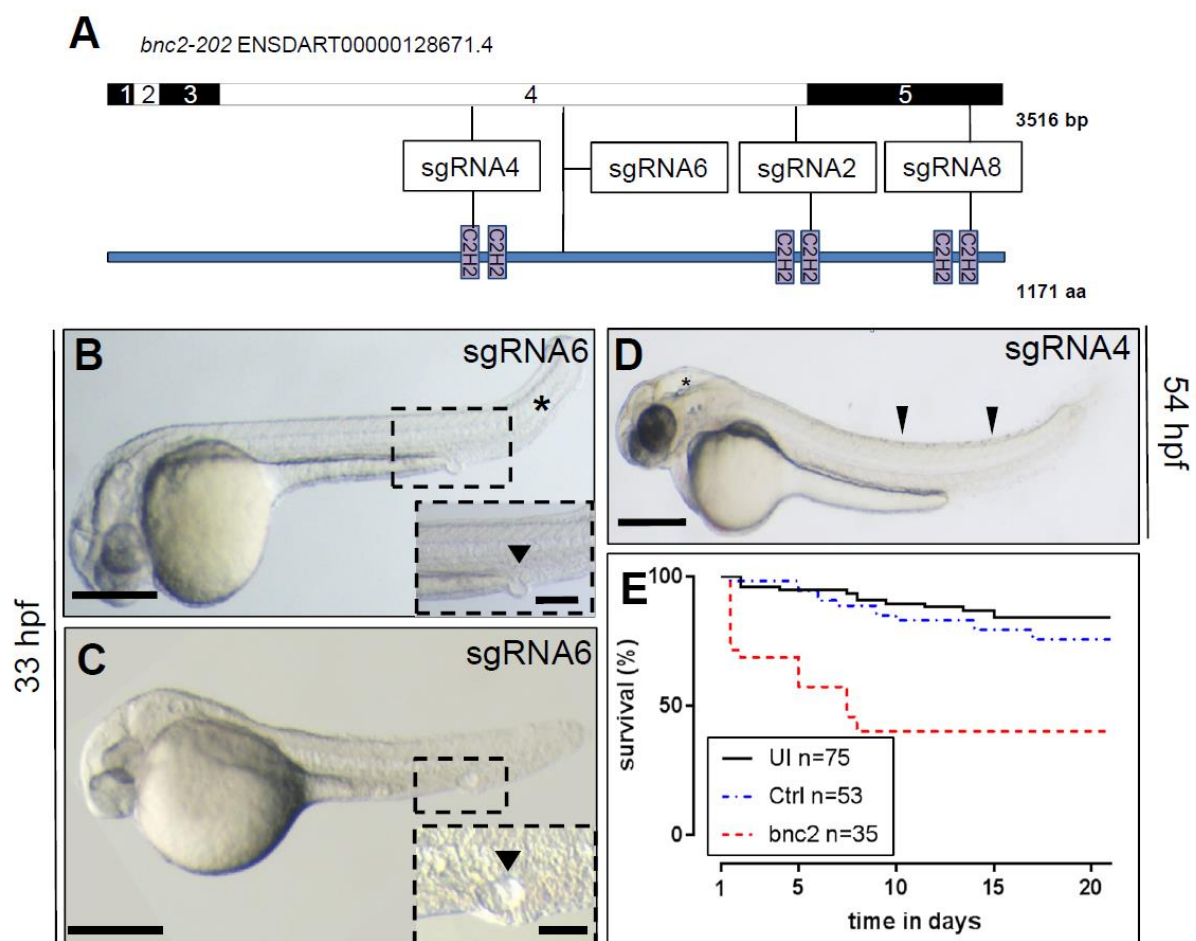 A
bnc2-202 ENSDART00000128671.4
1 2 3 4 5
3516 bp
sgRNA4 sgRNA6 sgRNA2 sgRNA8
C2H2 C2H2 C2H2 C2H2 C2H2 C2H2
1171 aa
B sgRNA6
*
33 hpf
C sgRNA6
D sgRNA4
*
54 hpf
E
survival (%)
100
50
0
UI n=75
Ctrl n=53
bnc2 n=35
1 5 10 15 20
time in days